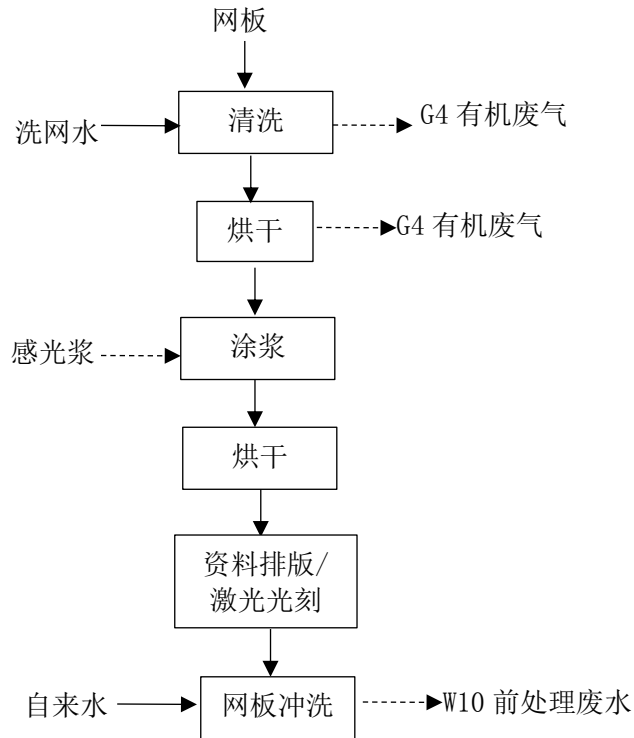 网板
洗网水
清洗
G4 有机废气
烘干
G4 有机废气
感光浆
涂浆
烘干
资料排版/
激光光刻
自来水
网板冲洗
W10 前处理废水